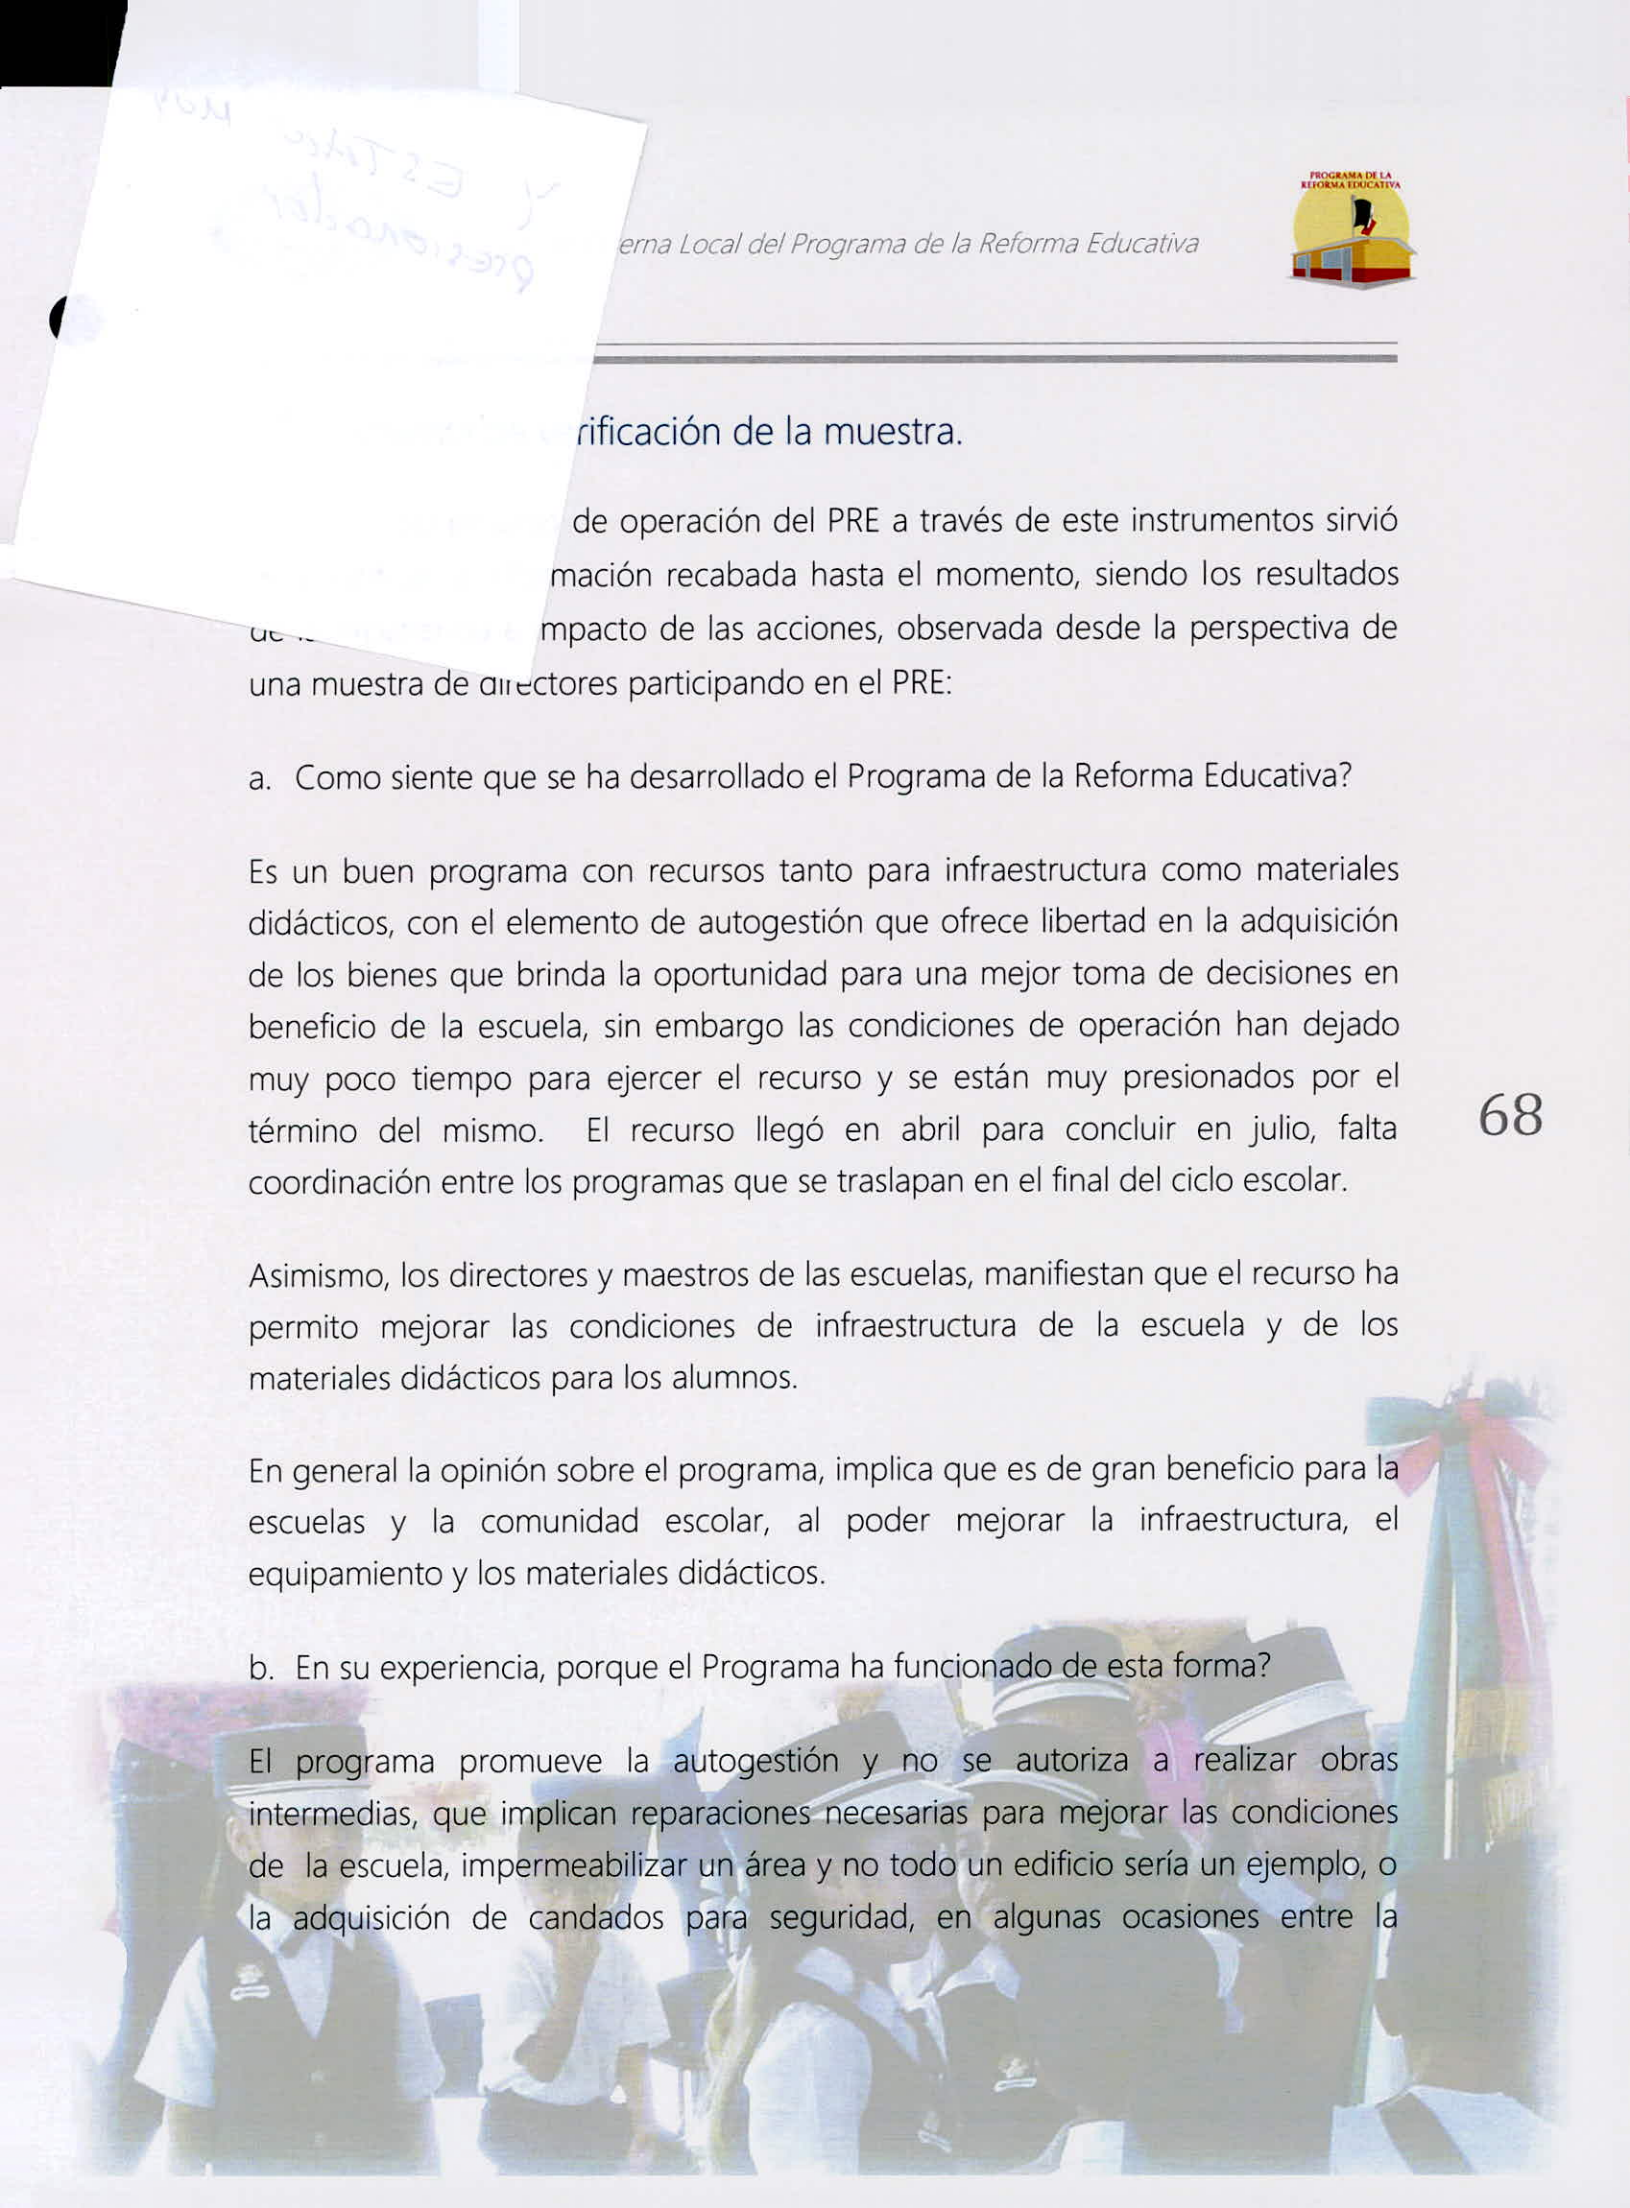 PROGRAMA DE LA
REFORMA EDUCATIVA
erna Local del Programa de la Reforma Educativa
rificación de la muestra.
de operación del PRE a través de este instrumentos sirvió
mación recabada hasta el momento, siendo los resultados
mpacto de las acciones, observada desde la perspectiva de
una muestra de directores participando en el PRE:
a. Como siente que se ha desarrollado el Programa de la Reforma Educativa?
Es un buen programa con recursos tanto para infraestructura como materiales
didácticos, con el elemento de autogestión que ofrece libertad en la adquisición
de los bienes que brinda la oportunidad para una mejor toma de decisiones en
beneficio de la escuela, sin embargo las condiciones de operación han dejado
muy poco tiempo para ejercer el recurso y se están muy presionados por el
término del mismo. El recurso llegó en abril para concluir en julio, falta
coordinación entre los programas que se traslapan en el final del ciclo escolar.
68
Asimismo, los directores y maestros de las escuelas, manifiestan que el recurso ha
permito mejorar las condiciones de infraestructura de la escuela y de los
materiales didácticos para los alumnos.
En general la opinión sobre el programa, implica que es de gran beneficio para la
escuelas y la comunidad escolar, al poder mejorar la infraestructura, el
equipamiento y los materiales didácticos.
b. En su experiencia, porque el Programa ha funcionado de esta forma?
El programa promueve la autogestión y no se autoriza a realizar obras
intermedias, que implican reparaciones necesarias para mejorar las condiciones
de la escuela, impermeabilizar un área y no todo un edificio sería un ejemplo, o
la adquisición de candados para seguridad, en algunas ocasiones entre la